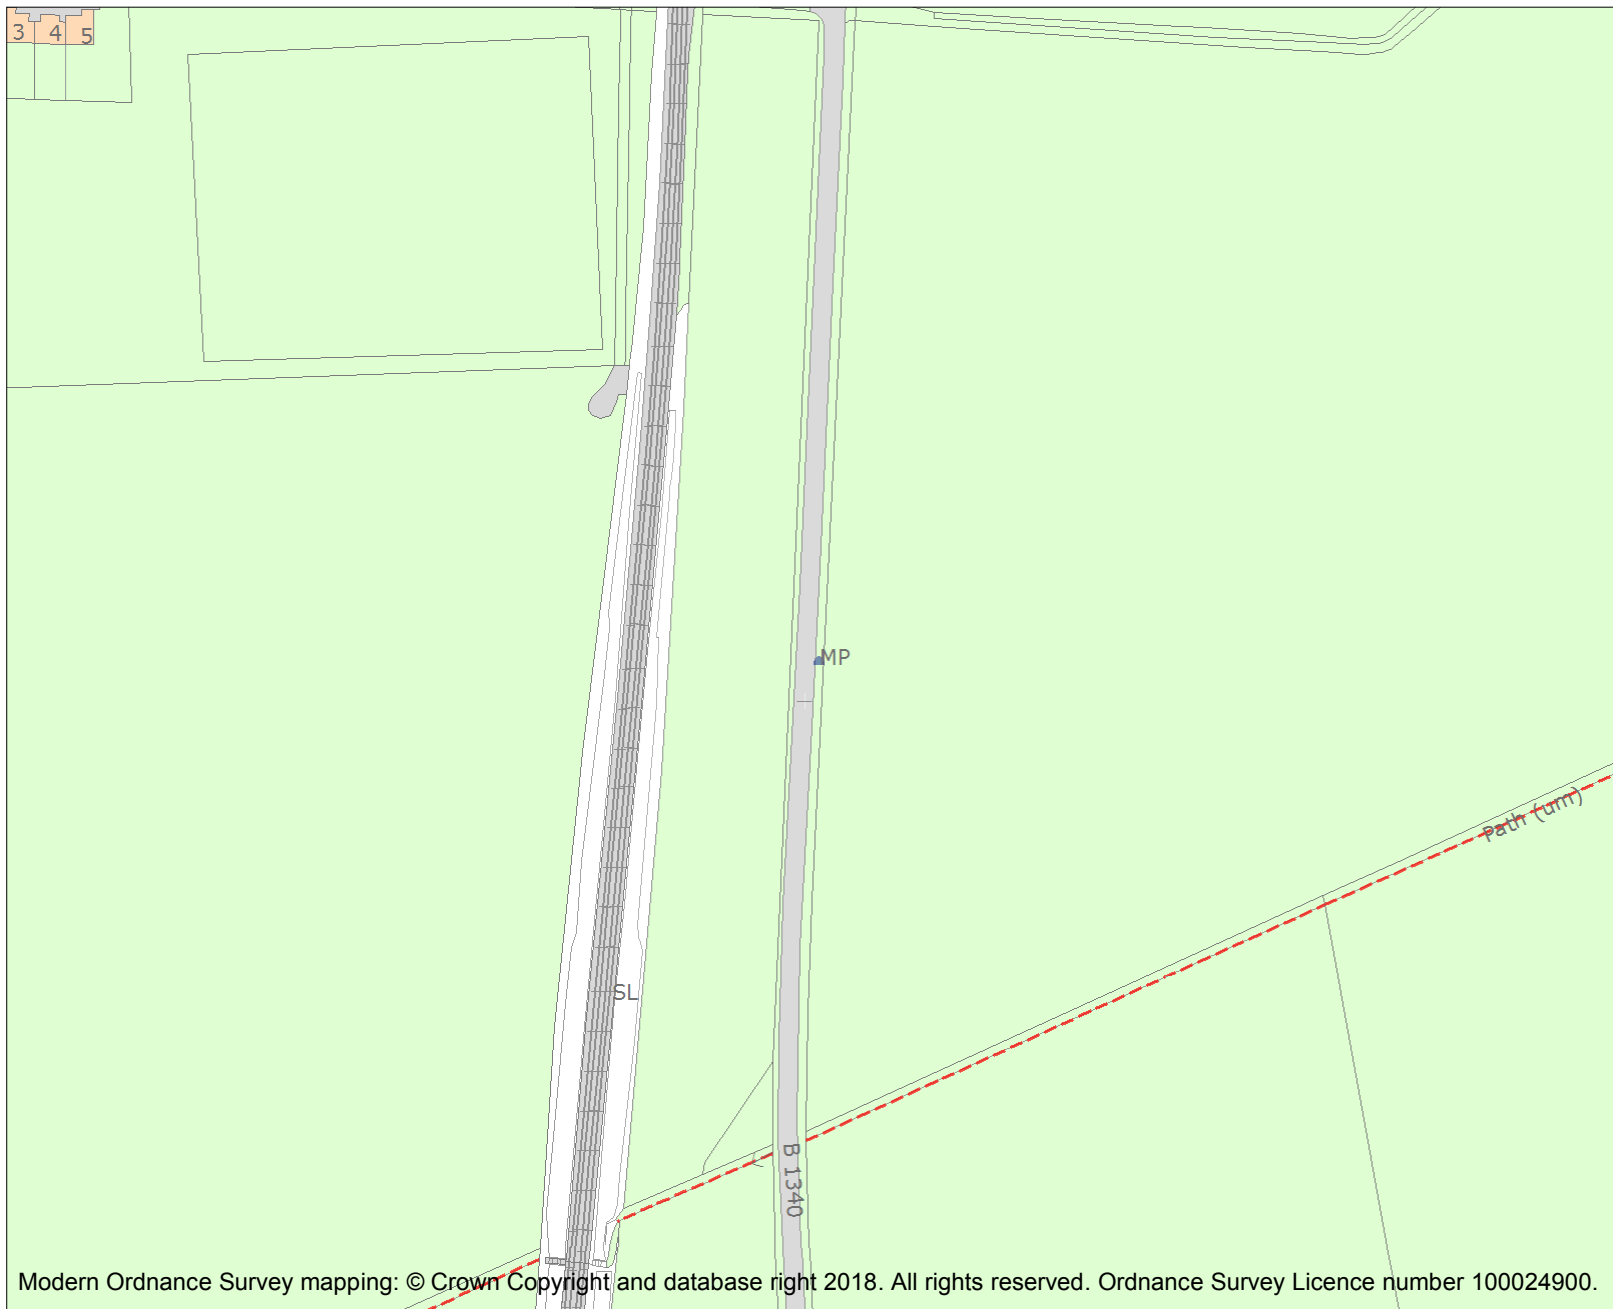 3 4 5
MP
Path (um)
SL
B 1340
Modern Ordnance Survey mapping: © Crown Copyright and database right 2018. All rights reserved. Ordnance Survey Licence number 100024900.